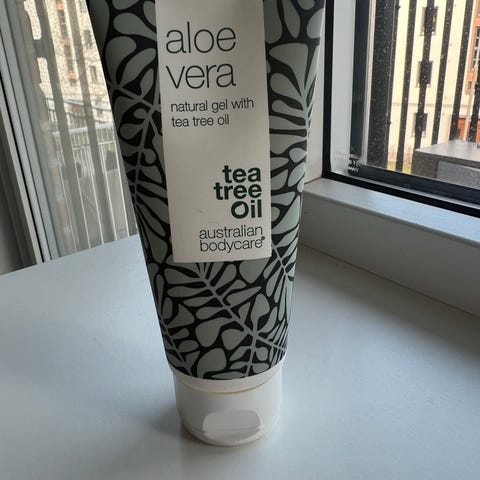 aloe
vera
natural gel with
tea tree oil
tea
tree
oil
australian
bodycare®